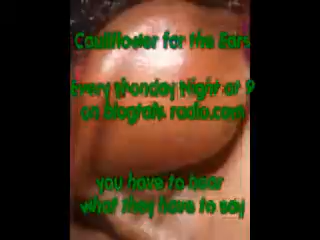 Cauliflower for the Ears
Every Monday Night at 9
on blogtalk radio.com
you have to hear
what they have to say